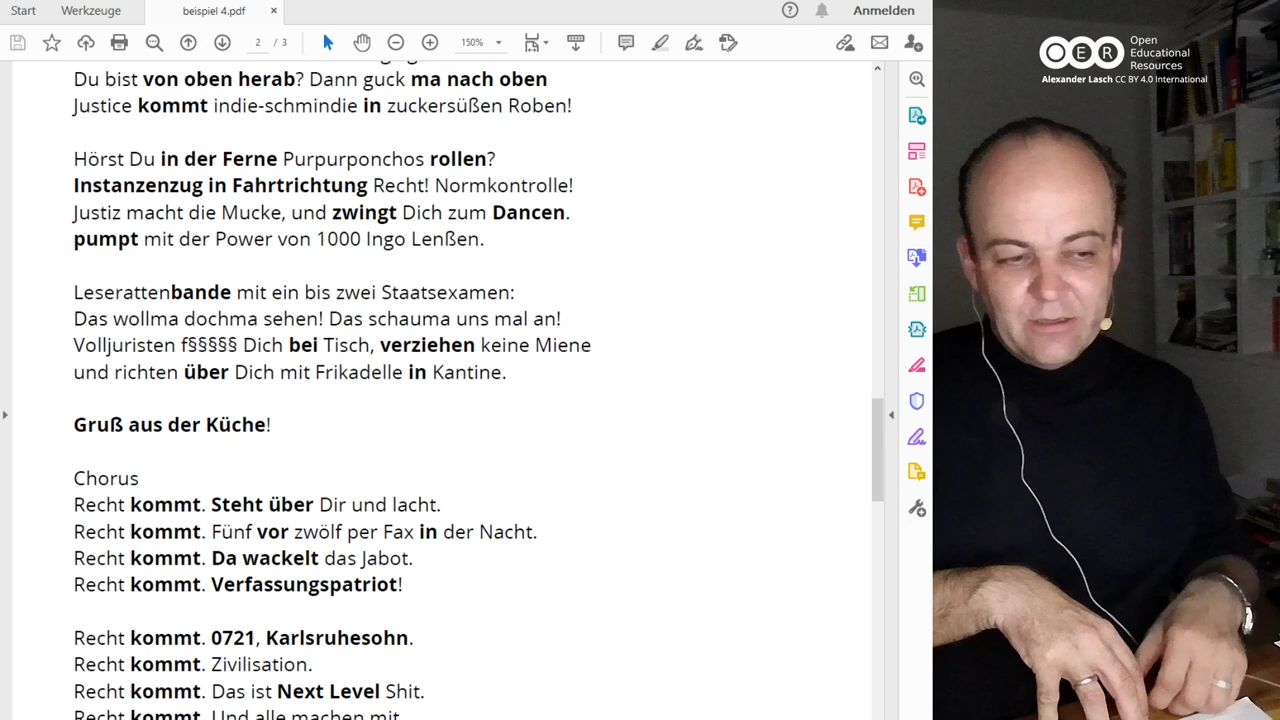 Start Werkzeuge beispiel 4.pdf × Anmelden
2 / 3 150%
Du bist von oben herab? Dann guck ma nach oben
Justice kommt indie-schmindie in zuckersüßen Roben!
Hörst Du in der Ferne Purpurponchos rollen?
Instanzenzug in Fahrtrichtung Recht! Normkontrolle!
Justiz macht die Mucke, und zwingt Dich zum Dancen.
pumpt mit der Power von 1000 Ingo Lenßen.
Leserattenbande mit ein bis zwei Staatsexamen:
Das wollma dochma sehen! Das schauma uns mal an!
Volljuristen f§§§§§ Dich bei Tisch, verziehen keine Miene
und richten über Dich mit Frikadelle in Kantine.
Gruß aus der Küche!
Chorus
Recht kommt. Steht über Dir und lacht.
Recht kommt. Fünf vor zwölf per Fax in der Nacht.
Recht kommt. Da wackelt das Jabot.
Recht kommt. Verfassungspatriot!
Recht kommt. 0721, Karlsruhesohn.
Recht kommt. Zivilisation.
Recht kommt. Das ist Next Level Shit.
Recht kommt. Und alle machen mit.
OER Open
Educational
Resources
Alexander Lasch CC BY 4.0 International